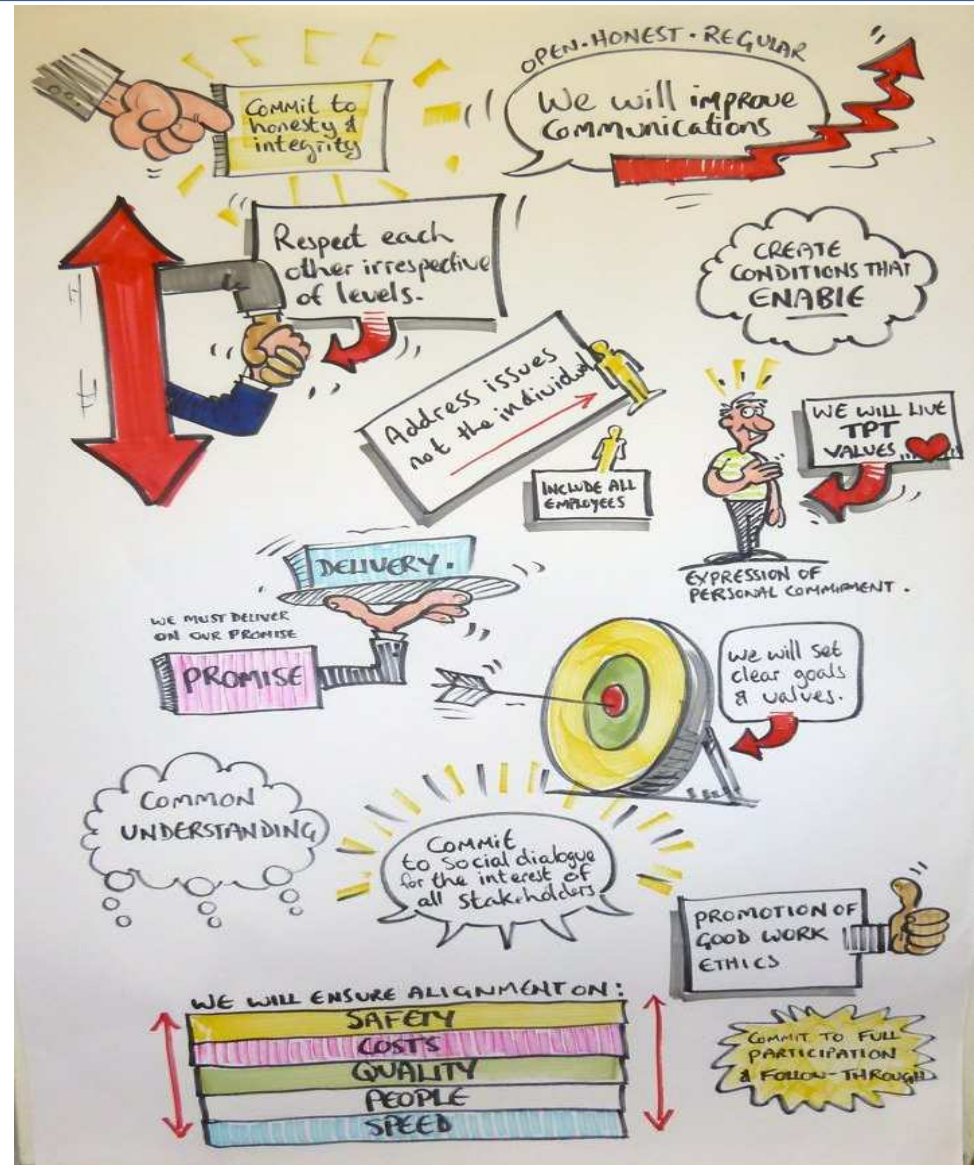 COMMIT TO
honesty &
integrity
OPEN · HONEST · REGULAR
We will improve
Communications
Respect each
other irrespective
of levels.
CREATE
CONDITIONS THAT
ENABLE
Address issues
not the individual
INCLUDE ALL
EMPLOYEES
WE WILL LIVE
TPT
VALUES
EXPRESSION OF
PERSONAL COMMITMENT.
DELIVERY.
WE MUST DELIVER
ON OUR PROMISE
PROMISE
we will set
clear goals
& values.
COMMON
UNDERSTANDING
COMMIT
to social dialogue
for the interest of
all stakeholders
PROMOTION OF
GOOD WORK
ETHICS
WE WILL ENSURE ALIGNMENT ON:
SAFETY
COSTS
QUALITY
PEOPLE
SPEED
COMMIT TO FULL
PARTICIPATION
& FOLLOW-THROUGH